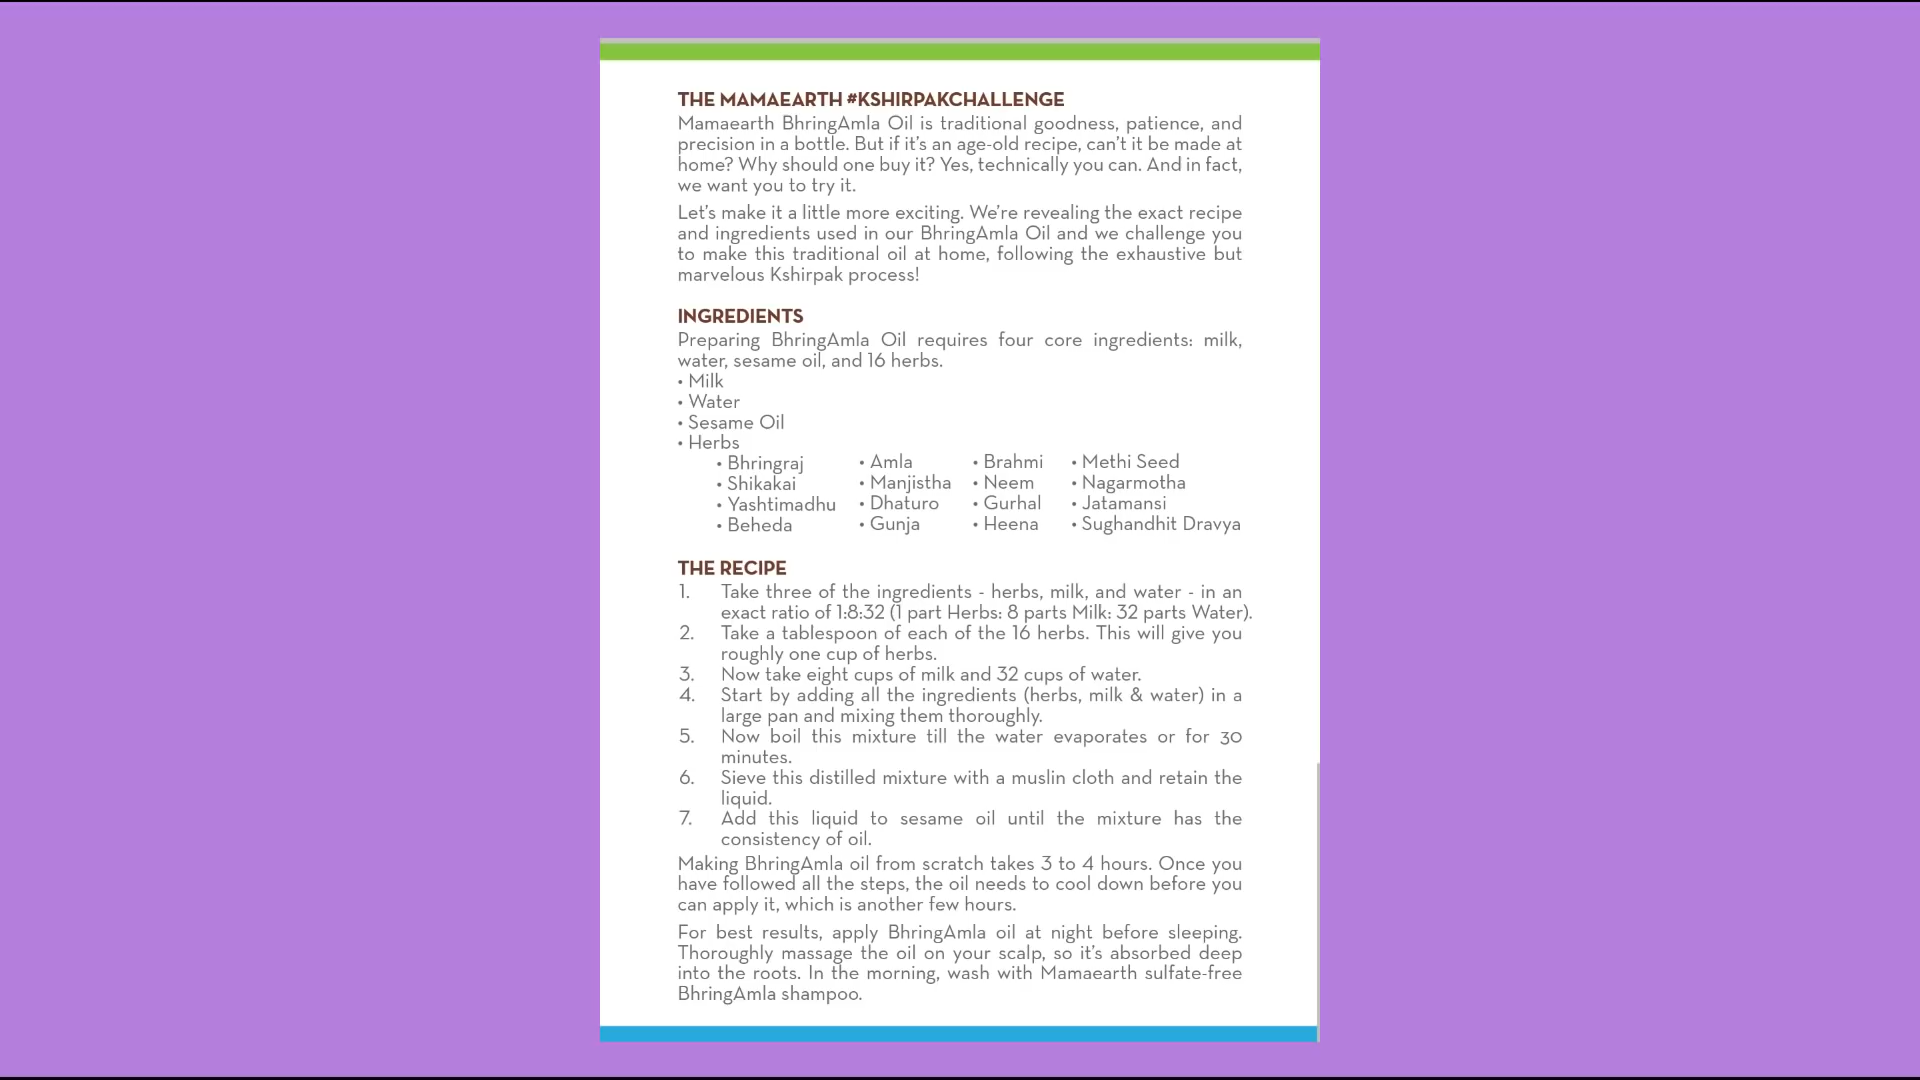 THE MAMAEARTH #KSHIRPAKCHALLENGE
Mamaearth BhringAmla Oil is traditional goodness, patience, and
precision in a bottle. But if it's an age-old recipe, can't it be made at
home? Why should one buy it? Yes, technically you can. And in fact,
we want you to try it.
Let's make it a little more exciting. We're revealing the exact recipe
and ingredients used in our BhringAmla Oil and we challenge you
to make this traditional oil at home, following the exhaustive but
marvelous Kshirpak process!
INGREDIENTS
Preparing BhringAmla Oil requires four core ingredients: milk,
water, sesame oil, and 16 herbs.
• Milk
• Water
• Sesame Oil
• Herbs
• Bhringraj • Amla • Brahmi • Methi Seed
• Shikakai • Manjistha • Neem • Nagarmotha
• Yashtimadhu • Dhaturo • Gurhal • Jatamansi
• Beheda • Gunja • Heena • Sughandhit Dravya
THE RECIPE
1. Take three of the ingredients - herbs, milk, and water - in an
exact ratio of 1:8:32 (1 part Herbs: 8 parts Milk: 32 parts Water).
2. Take a tablespoon of each of the 16 herbs. This will give you
roughly one cup of herbs.
3. Now take eight cups of milk and 32 cups of water.
4. Start by adding all the ingredients (herbs, milk & water) in a
large pan and mixing them thoroughly.
5. Now boil this mixture till the water evaporates or for 30
minutes.
6. Sieve this distilled mixture with a muslin cloth and retain the
liquid.
7. Add this liquid to sesame oil until the mixture has the
consistency of oil.
Making BhringAmla oil from scratch takes 3 to 4 hours. Once you
have followed all the steps, the oil needs to cool down before you
can apply it, which is another few hours.
For best results, apply BhringAmla oil at night before sleeping.
Thoroughly massage the oil on your scalp, so it's absorbed deep
into the roots. In the morning, wash with Mamaearth sulfate-free
BhringAmla shampoo.